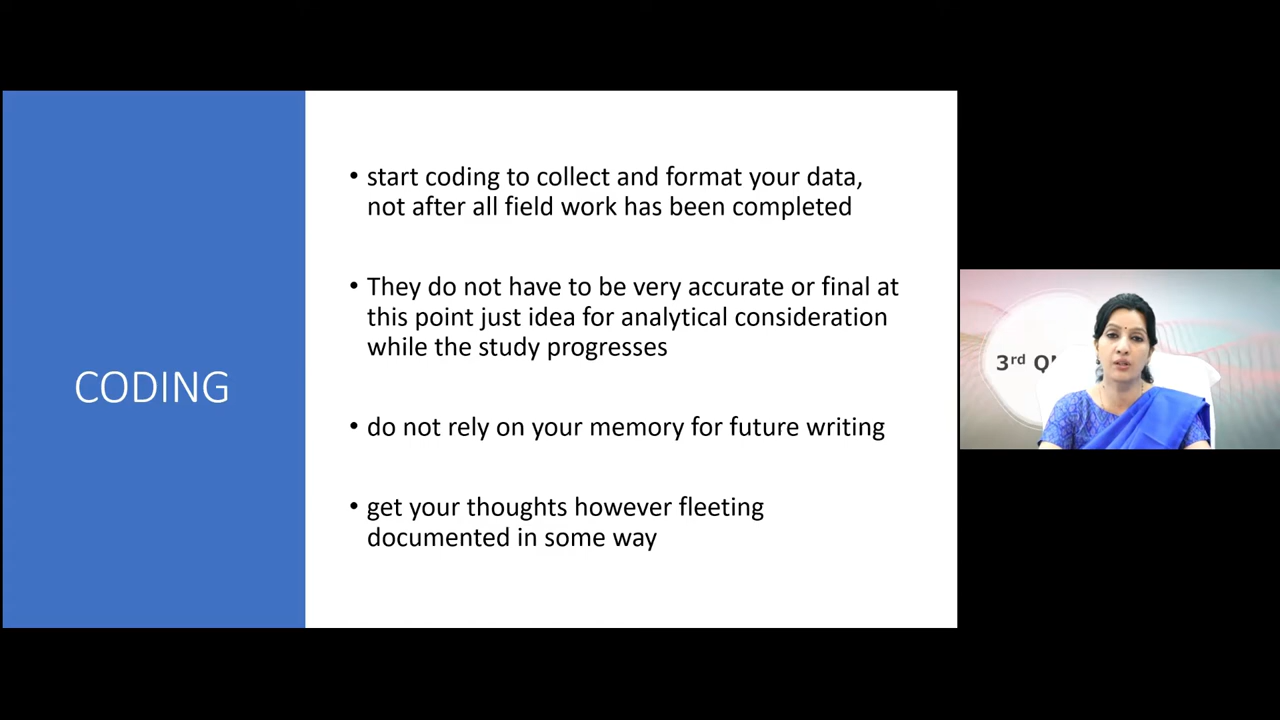 CODING
• start coding to collect and format your data,
not after all field work has been completed
• They do not have to be very accurate or final at
this point just idea for analytical consideration
while the study progresses
• do not rely on your memory for future writing
• get your thoughts however fleeting
documented in some way
3rd